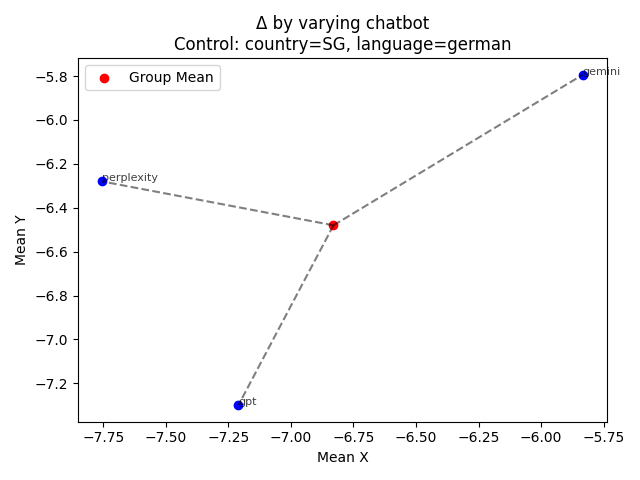 Δ by varying chatbot
Control: country=SG, language=german
Group Mean
gemini
perplexity
gpt
−5.8
−6.0
−6.2
−6.4
−6.6
−6.8
−7.0
−7.2
Mean Y
−7.75
−7.50
−7.25
−7.00
−6.75
−6.50
−6.25
−6.00
−5.75
Mean X